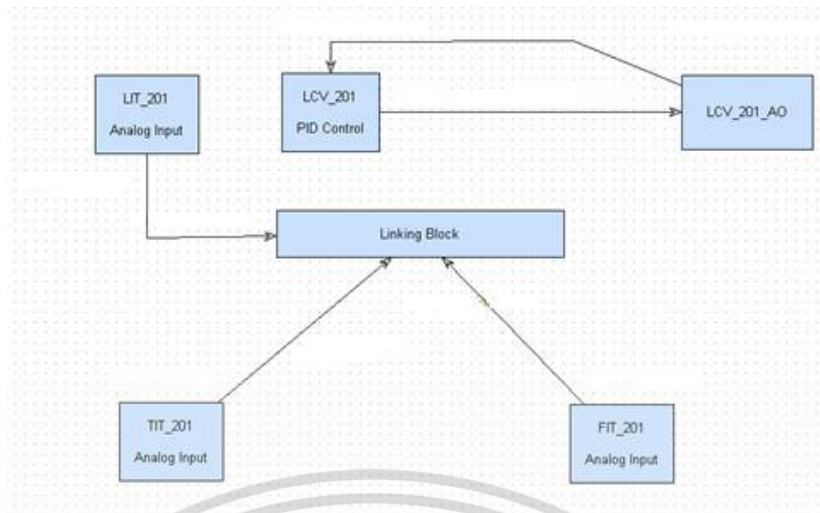 LIT_201
Analog Input
LCV_201
PID Control
LCV_201_AO
Linking Block
TIT_201
Analog Input
FIT_201
Analog Input